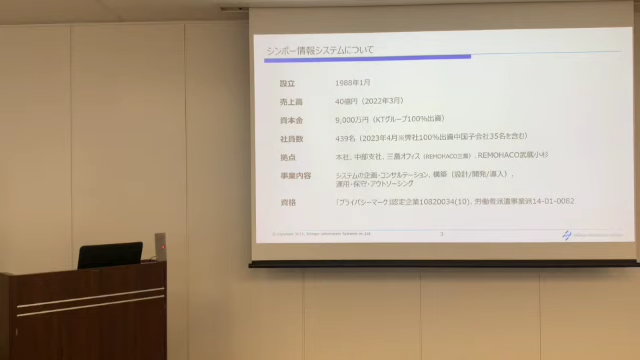 シンポー情報システムについて
設立 1988年1月
売上高 40億円（2022年3月）
資本金 9,000万円（KTグループ100%出資）
社員数 439名（2023年4月※弊社100%出資中国子会社35名を含む）
拠点 本社、中部支社、三鷹オフィス（REMOHACO三鷹）、REMOHACO武蔵小杉
事業内容 システムの企画・コンサルテーション、構築（設計/開発/導入）、
運用・保守・アウトソーシング
資格 「プライバシーマーク」認定企業10820034(10)、労働者派遣事業派14-01-0082
2